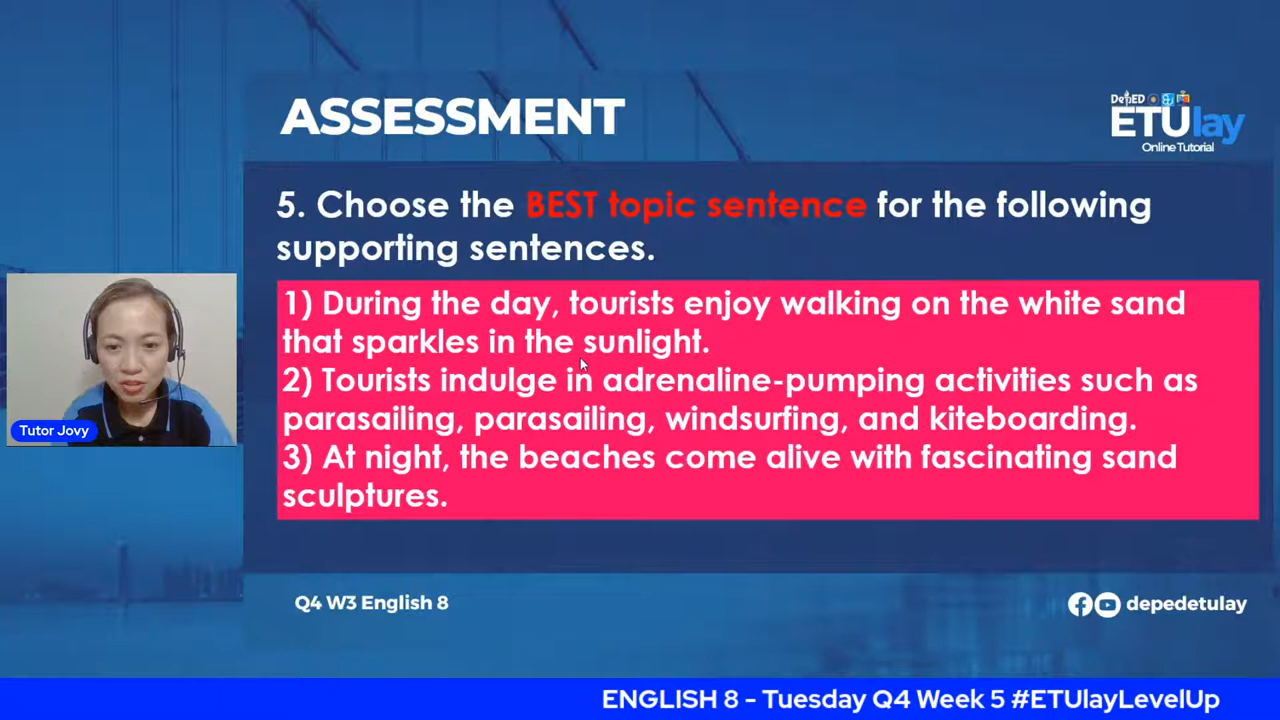 ASSESSMENT
DepED
ETUlay
Online Tutorial
5. Choose the BEST topic sentence for the following
supporting sentences.
1) During the day, tourists enjoy walking on the white sand
that sparkles in the sunlight.
2) Tourists indulge in adrenaline-pumping activities such as
parasailing, parasailing, windsurfing, and kiteboarding.
3) At night, the beaches come alive with fascinating sand
sculptures.
Tutor Jovy
Q4 W3 English 8
depedetulay
ENGLISH 8 - Tuesday Q4 Week 5 #ETUlayLevelUp